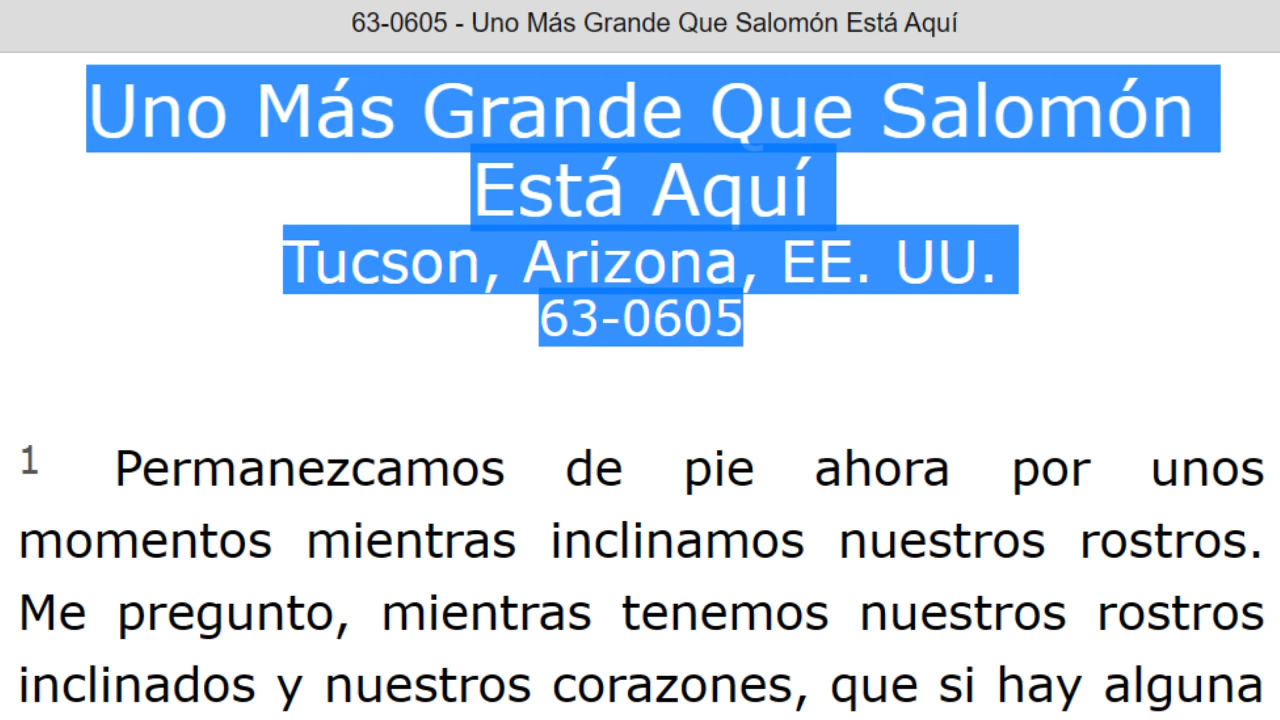 63-0605 - Uno Más Grande Que Salomón Está Aquí
Uno Más Grande Que Salomón
Está Aquí
Tucson, Arizona, EE. UU.
63-0605
1 Permanezcamos de pie ahora por unos
momentos mientras inclinamos nuestros rostros.
Me pregunto, mientras tenemos nuestros rostros
inclinados y nuestros corazones, que si hay alguna